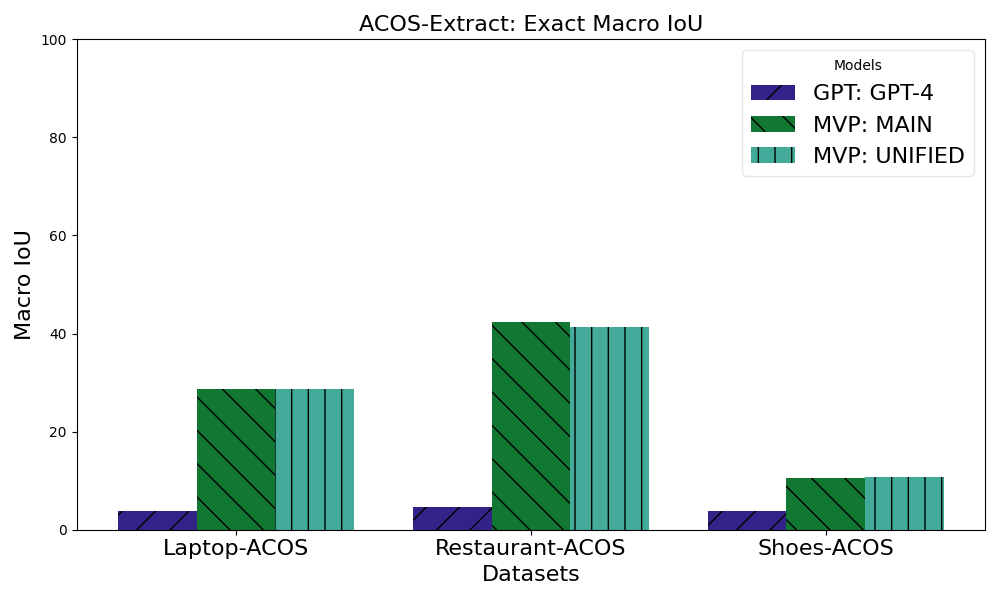 ACOS-Extract: Exact Macro IoU
100
80
60
40
20
0
Macro IoU
Models
GPT: GPT-4
MVP: MAIN
MVP: UNIFIED
Laptop-ACOS
Restaurant-ACOS
Shoes-ACOS
Datasets